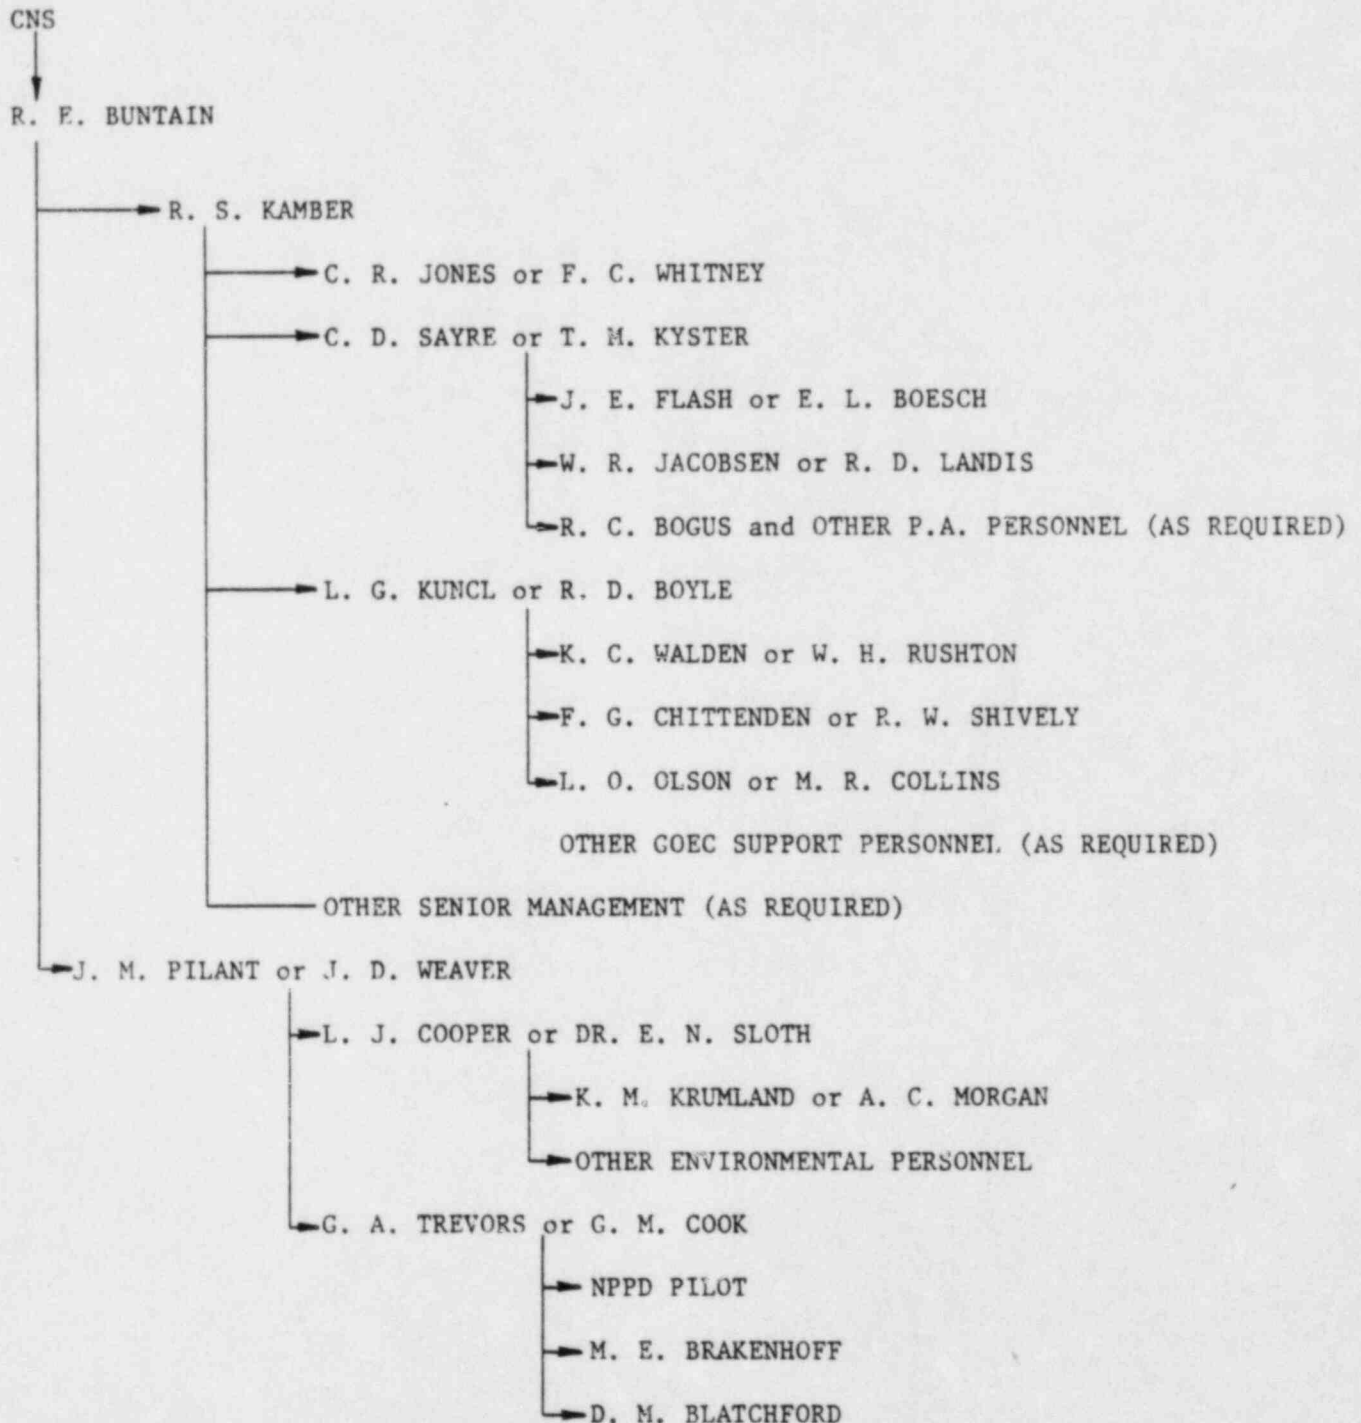 CNS
R. E. BUNTAIN
R. S. KAMBER
C. R. JONES or F. C. WHITNEY
C. D. SAYRE or T. M. KYSTER
J. E. FLASH or E. L. BOESCH
W. R. JACOBSEN or R. D. LANDIS
R. C. BOGUS and OTHER P.A. PERSONNEL (AS REQUIRED)
L. G. KUNCL or R. D. BOYLE
K. C. WALDEN or W. H. RUSHTON
F. G. CHITTENDEN or R. W. SHIVELY
L. O. OLSON or M. R. COLLINS
OTHER GOEC SUPPORT PERSONNEL (AS REQUIRED)
OTHER SENIOR MANAGEMENT (AS REQUIRED)
J. M. PILANT or J. D. WEAVER
L. J. COOPER or DR. E. N. SLOTH
K. M. KRUMLAND or A. C. MORGAN
OTHER ENVIRONMENTAL PERSONNEL
G. A. TREVORS or G. M. COOK
NPPD PILOT
M. E. BRAKENHOFF
D. M. BLATCHFORD